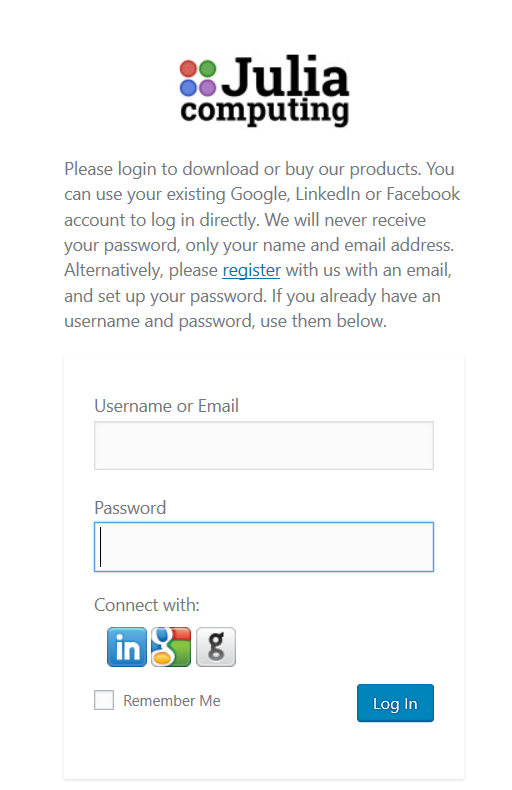 Julia
computing
Please login to download or buy our products. You
can use your existing Google, LinkedIn or Facebook
account to log in directly. We will never receive
your password, only your name and email address.
Alternatively, please register with us with an email,
and set up your password. If you already have an
username and password, use them below.
Username or Email
Password
Connect with:
in g g
Remember Me
Log In